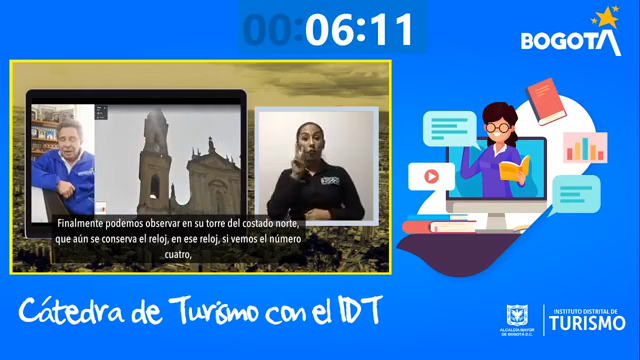 00:06:11
BOGOTÁ
Finalmente podemos observar en su torre del costado norte,
que aún se conserva el reloj, en ese reloj, si vemos el número
cuatro,
Cátedra de Turismo con el IDT
ALCALDÍA MAYOR
DE BOGOTÁ D.C.
INSTITUTO DISTRITAL DE
TURISMO